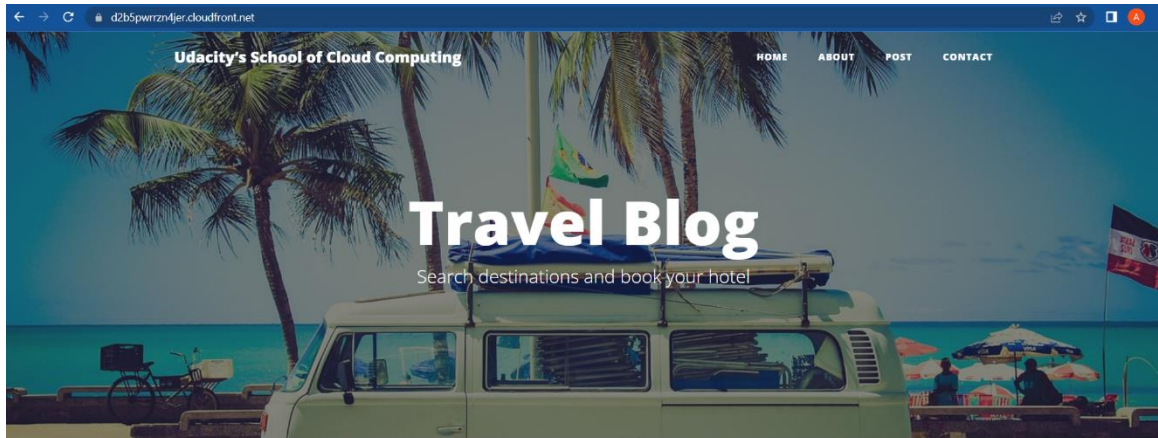 d2b5pwrrzn4jer.cloudfront.net
A
Udacity's School of Cloud Computing
HOME ABOUT POST CONTACT
Travel Blog
Search destinations and book your hotel
VISA